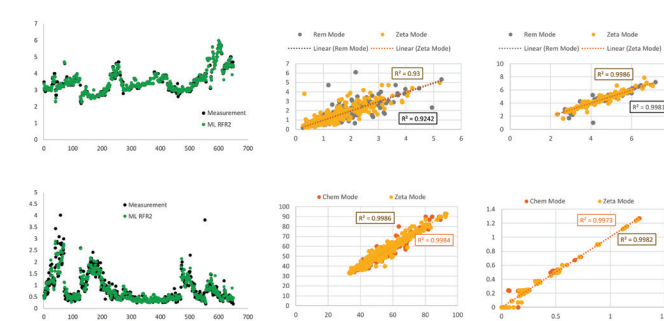 7
6
5
4
3
2
1
0
Measurement
ML RFR2
0 100 200 300 400 500 600 700
Rem Mode Zeta Mode
Linear (Rem Mode) Linear (Zeta Mode)
7
6
5
4
3
2
1
0
R² = 0.93
R² = 0.9242
0 1 2 3 4 5 6
Rem Mode Zeta Mode
Linear (Rem Mode) Linear (Zeta Mode)
10
8
6
4
2
0
R² = 0.9986
0 2 4 6
5
4.5
4
3.5
3
2.5
2
1.5
1
0.5
0
Measurement
ML RFR2
0 100 200 300 400 500 600 700
Chem Mode Zeta Mode
100
90
80
70
60
50
40
30
20
10
0
R² = 0.9986
R² = 0.9984
0 20 40 60 80 100
Chem Mode Zeta Mode
1.4
1.2
1
0.8
0.6
0.4
0.2
0
R² = 0.9973
R² = 0.9982
0 0.5 1